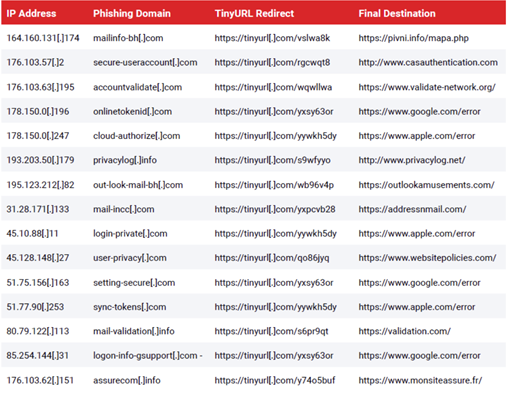 IP Address Phishing Domain TinyURL Redirect Final Destination
164.160.131[.]174 mailinfo-bh[.]com https://tinyurl[.]com/vslwa8k https://pivni.info/mapa.php
176.103.57[.]2 secure-useraccount[.]com https://tinyurl[.]com/rgcwqt8 http://www.casauthentication.com
176.103.63[.]195 accountvalidate[.]com https://tinyurl[.]com/wqwllwa https://www.validate-network.org/
178.150.0[.]196 onlinetokenid[.]com https://tinyurl[.]com/yxsy63or https://www.google.com/error
178.150.0[.]247 cloud-authorize[.]com https://tinyurl[.]com/yywkh5dy https://www.apple.com/error
193.203.50[.]179 privacylog[.]info https://tinyurl[.]com/s9wfyyo http://www.privacylog.net/
195.123.212[.]82 out-look-mail-bh[.]com https://tinyurl[.]com/wb96v4p https://outlookamusements.com/
31.28.171[.]133 mail-incc[.]com https://tinyurl[.]com/yxpcvb28 https://addressnmail.com/
45.10.88[.]11 login-private[.]com https://tinyurl[.]com/yywkh5dy https://www.apple.com/error
45.128.148[.]27 user-privacy[.]com https://tinyurl[.]com/qo86jyq https://www.websitepolicies.com/
51.75.156[.]163 setting-secure[.]com https://tinyurl[.]com/yxsy63or https://www.google.com/error
51.77.90[.]253 sync-tokens[.]com https://tinyurl[.]com/yywkh5dy https://www.apple.com/error
80.79.122[.]113 mail-validation[.]info https://tinyurl[.]com/s6pr9qt https://validation.com/
85.254.144[.]31 logon-info-gsupport[.]com - https://tinyurl[.]com/yxsy63or https://www.google.com/error
176.103.62[.]151 assurecom[.]info https://tinyurl[.]com/y74o5buf https://www.monsiteassure.fr/